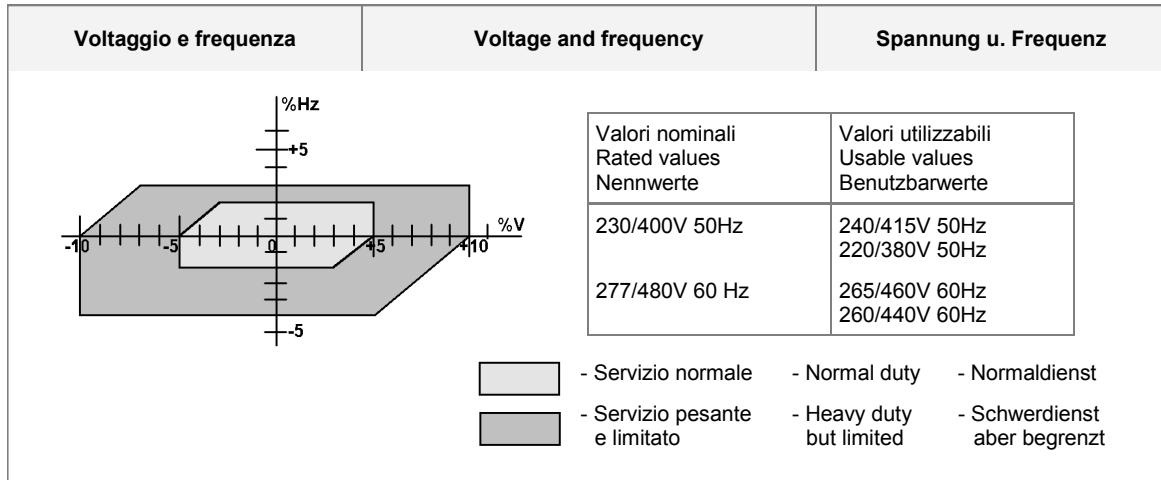 Voltaggio e frequenza
Voltage and frequency
Spannung u. Frequenz
%Hz
+5
%V
-10
-5
0
+5
+10
-5
Valori nominali
Rated values
Nennwerte
Valori utilizzabili
Usable values
Benutzbarwerte
230/400V 50Hz
240/415V 50Hz
220/380V 50Hz
277/480V 60 Hz
265/460V 60Hz
260/440V 60Hz
- Servizio normale
- Normal duty
- Normaldienst
- Servizio pesante
e limitato
- Heavy duty
but limited
- Schwerdienst
aber begrenzt